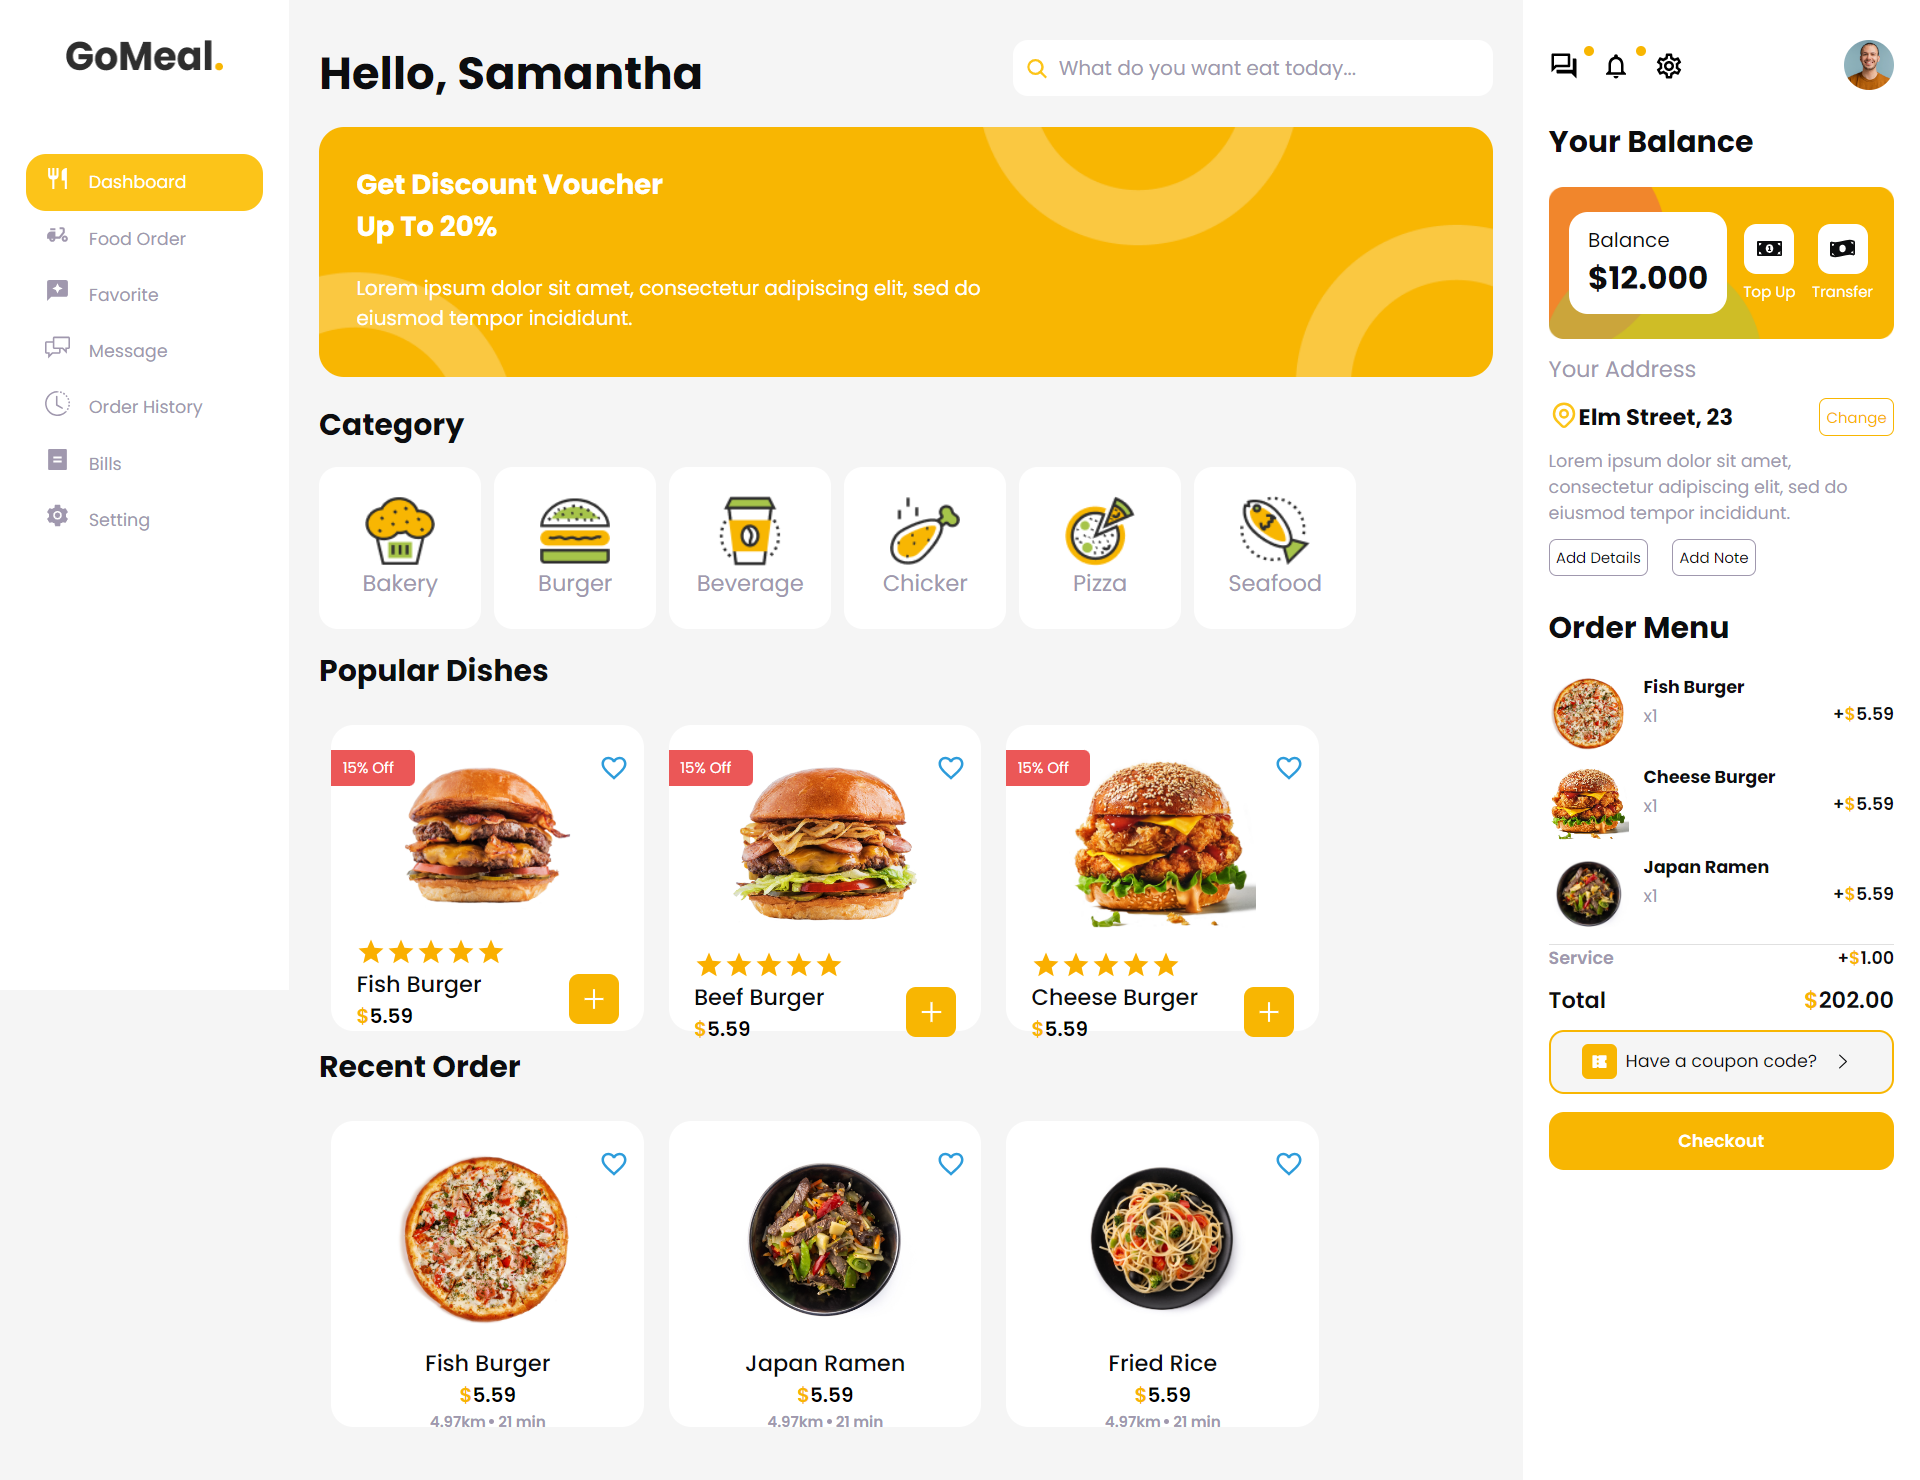 GoMeal.
Dashboard
Food Order
Favorite
Message
Order History
Bills
Setting
Hello, Samantha
What do you want eat today...
Get Discount Voucher
Up To 20%
Lorem ipsum dolor sit amet, consectetur adipiscing elit, sed do
eiusmod tempor incididunt.
Category
Bakery
Burger
Beverage
Chicker
Pizza
Seafood
Popular Dishes
15% Off
Fish Burger
$5.59
15% Off
Beef Burger
$5.59
15% Off
Cheese Burger
$5.59
Recent Order
Fish Burger
$5.59
4.97km • 21 min
Japan Ramen
$5.59
4.97km • 21 min
Fried Rice
$5.59
4.97km • 21 min
Your Balance
Balance
$12.000
Top Up
Transfer
Your Address
Elm Street, 23
Change
Lorem ipsum dolor sit amet,
consectetur adipiscing elit, sed do
eiusmod tempor incididunt.
Add Details
Add Note
Order Menu
Fish Burger
x1
+$5.59
Cheese Burger
x1
+$5.59
Japan Ramen
x1
+$5.59
Service
+$1.00
Total
$202.00
Have a coupon code?
Checkout